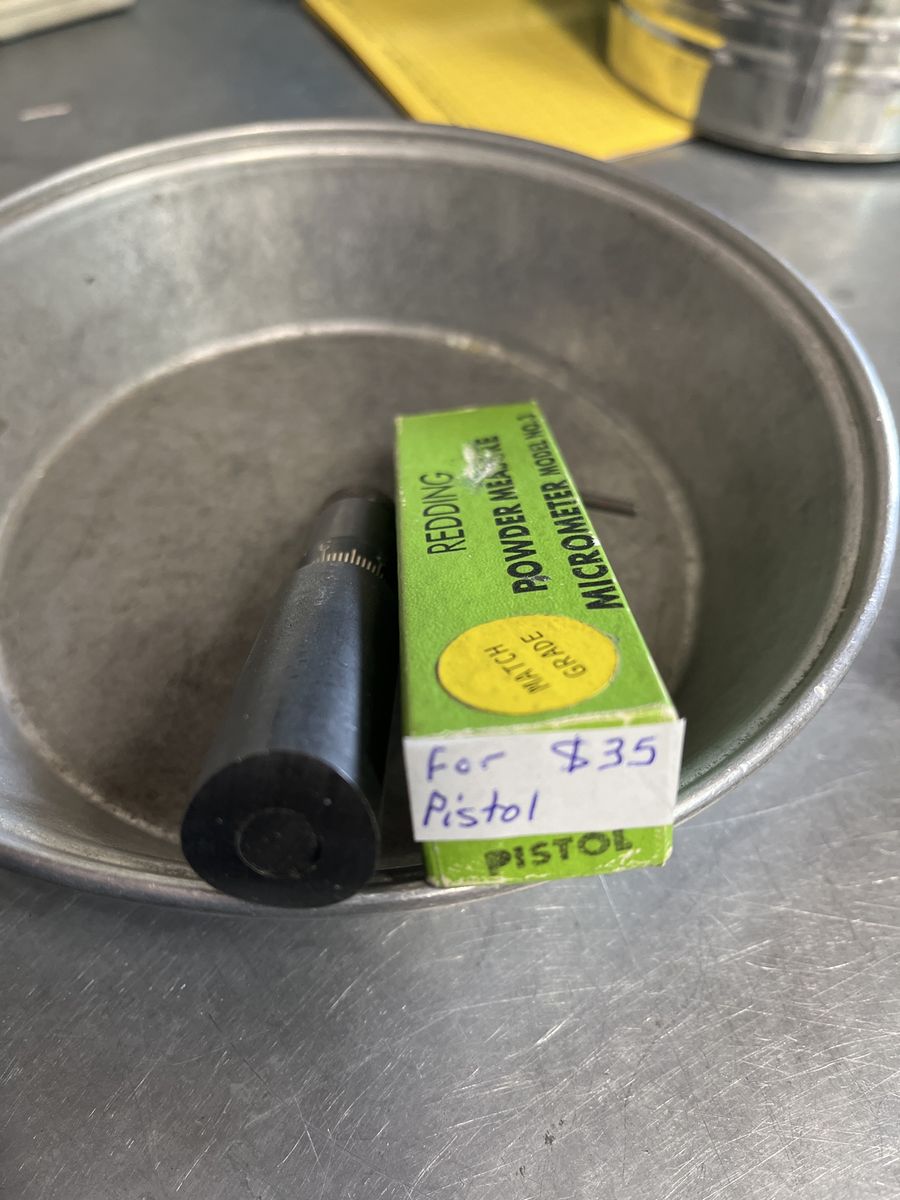 REDDING
POWDER MEASURE
MICROMETER MODEL NO. 3
MATCH
GRADE
For $35
Pistol
PISTOL